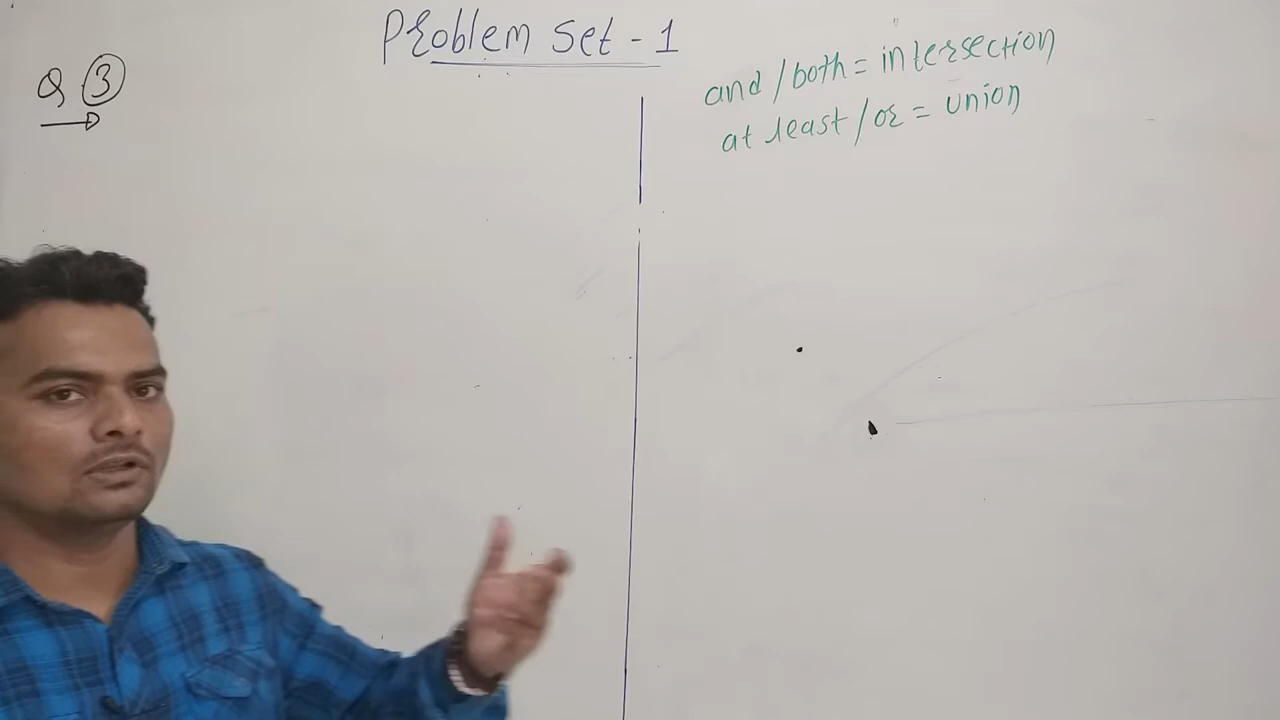 Problem Set - 1
Q 3
and / both = intersection
at least / or = union